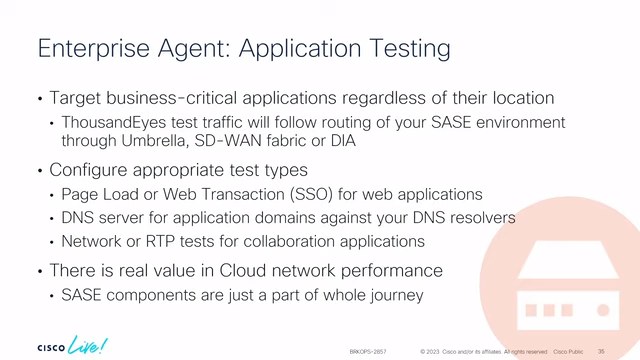 Enterprise Agent: Application Testing
• Target business-critical applications regardless of their location
• ThousandEyes test traffic will follow routing of your SASE environment
through Umbrella, SD-WAN fabric or DIA
• Configure appropriate test types
• Page Load or Web Transaction (SSO) for web applications
• DNS server for application domains against your DNS resolvers
• Network or RTP tests for collaboration applications
• There is real value in Cloud network performance
• SASE components are just a part of whole journey
CISCO Live! BRKOPS-2857 © 2023 Cisco and/or its affiliates. All rights reserved. Cisco Public 35